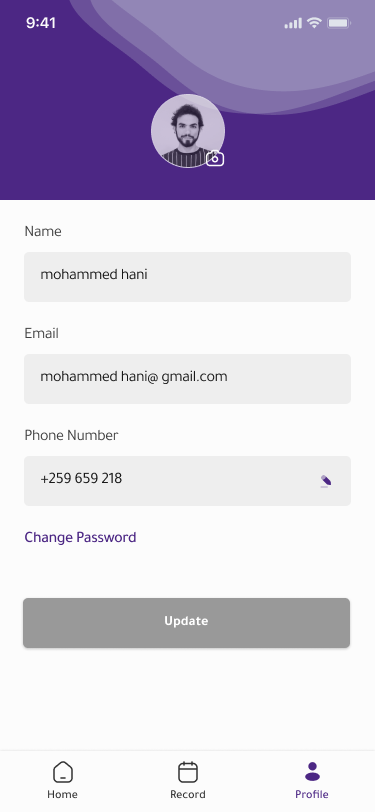 9:41
Name
mohammed hani
Email
mohammed hani@ gmail.com
Phone Number
+259 659 218
Change Password
Update
Home
Record
Profile